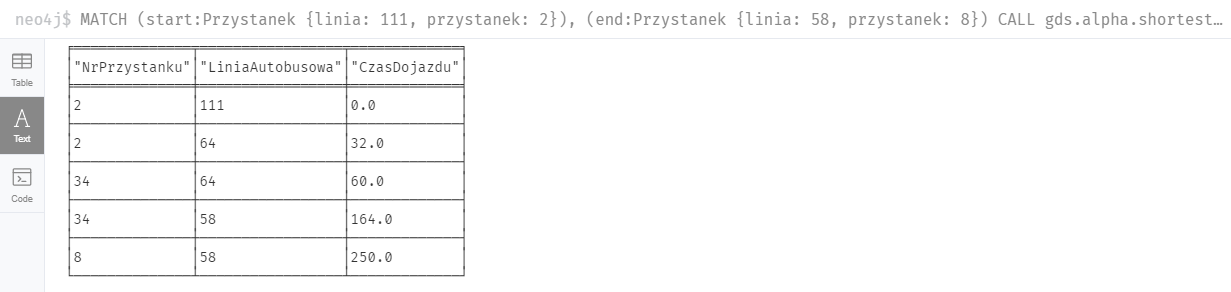 neo4j$ MATCH (start:Przystanek {linia: 111, przystanek: 2}), (end:Przystanek {linia: 58, przystanek: 8}) CALL gds.alpha.shortest…
Table
Text
Code
"NrPrzystanku" "LiniaAutobusowa" "CzasDojazdu"
2 111 0.0
2 64 32.0
34 64 60.0
34 58 164.0
8 58 250.0